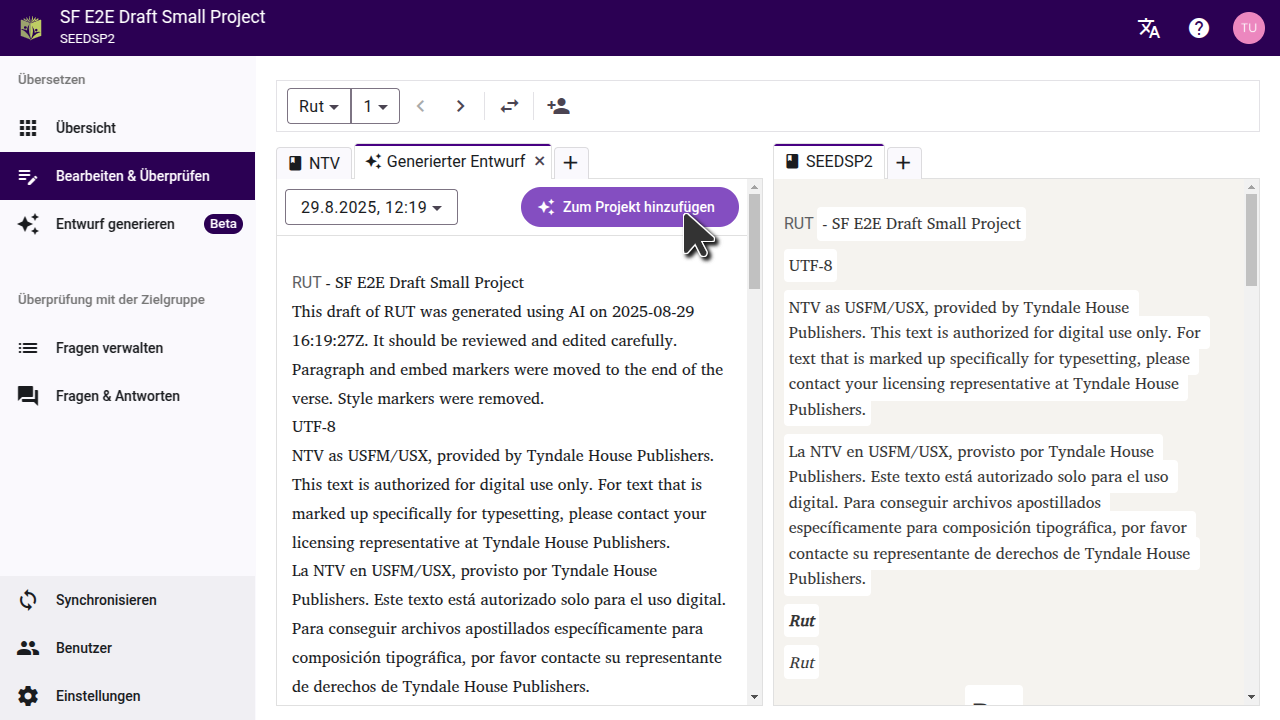 SF E2E Draft Small Project
SEEDSP2
TU
Übersetzen
Übersicht
Bearbeiten & Überprüfen
Entwurf generieren Beta
Überprüfung mit der Zielgruppe
Fragen verwalten
Fragen & Antworten
Synchronisieren
Benutzer
Einstellungen
Rut 1
NTV Generierter Entwurf
29.8.2025, 12:19 Zum Projekt hinzufügen
RUT - SF E2E Draft Small Project
This draft of RUT was generated using AI on 2025-08-29
16:19:27Z. It should be reviewed and edited carefully.
Paragraph and embed markers were moved to the end of the
verse. Style markers were removed.
UTF-8
NTV as USFM/USX, provided by Tyndale House Publishers.
This text is authorized for digital use only. For text that is
marked up specifically for typesetting, please contact your
licensing representative at Tyndale House Publishers.
La NTV en USFM/USX, provisto por Tyndale House
Publishers. Este texto está autorizado solo para el uso digital.
Para conseguir archivos apostillados específicamente para
composición tipográfica, por favor contacte su representante
de derechos de Tyndale House Publishers.
SEEDSP2
RUT - SF E2E Draft Small Project
UTF-8
NTV as USFM/USX, provided by Tyndale House
Publishers. This text is authorized for digital use only. For
text that is marked up specifically for typesetting, please
contact your licensing representative at Tyndale House
Publishers.
La NTV en USFM/USX, provisto por Tyndale House
Publishers. Este texto está autorizado solo para el uso
digital. Para conseguir archivos apostillados
específicamente para composición tipográfica, por favor
contacte su representante de derechos de Tyndale House
Publishers.
Rut
Rut